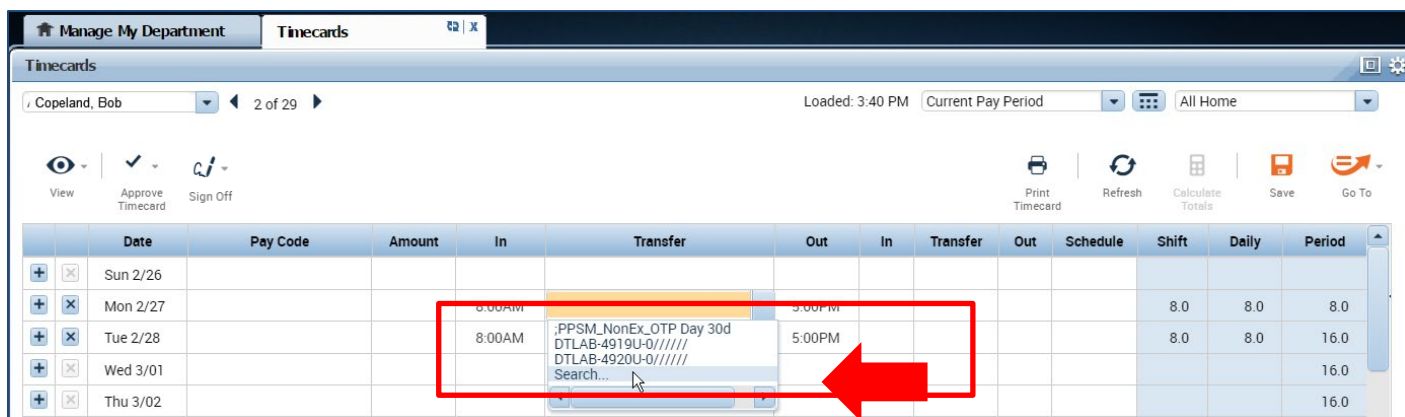 Manage My Department Timecards X
Timecards
Copeland, Bob 2 of 29 Loaded: 3:40 PM Current Pay Period All Home
View Approve Timecard Sign Off Print Timecard Refresh Calculate Totals Save Go To
Date Pay Code Amount In Transfer Out In Transfer Out Schedule Shift Daily Period
Sun 2/26
Mon 2/27 8:00AM 5:00PM 8.0 8.0 8.0
Tue 2/28 8:00AM 5:00PM 8.0 8.0 16.0
;PPSM_NonEx_OTP Day 30d
DTLAB-4919U-0//////
DTLAB-4920U-0//////
Search...
Wed 3/01 16.0
Thu 3/02 16.0